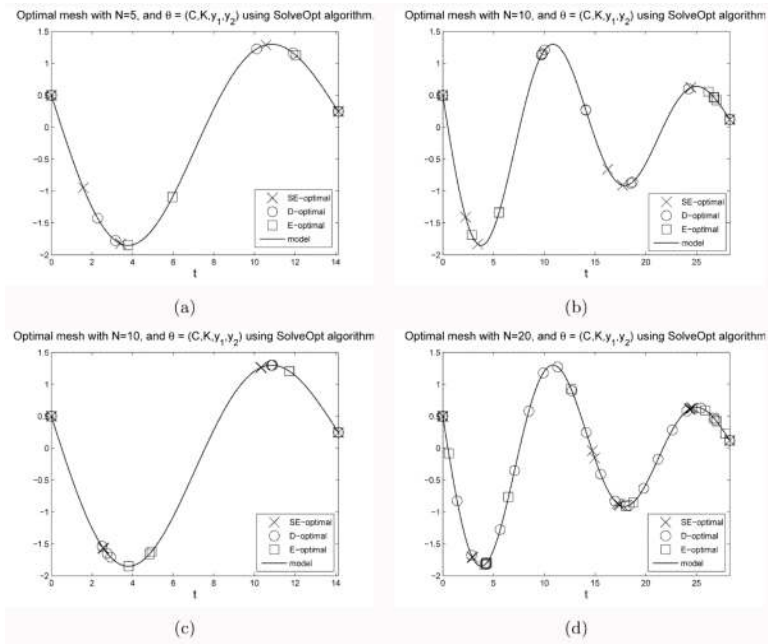 Optimal mesh with N=5, and θ = (C,K,y₁,y₂) using SolveOpt algorithm.
1.5
1
0.5
0
-0.5
-1
-1.5
-2
0 2 4 6 8 10 12 14
t
SE-optimal
D-optimal
E-optimal
model
(a)
Optimal mesh with N=10, and θ = (C,K,y₁,y₂) using SolveOpt algorithm
1.5
1
0.5
0
-0.5
-1
-1.5
-2
0 5 10 15 20 25
t
SE-optimal
D-optimal
E-optimal
model
(b)
Optimal mesh with N=10, and θ = (C,K,y₁,y₂) using SolveOpt algorithm
1.5
1
0.5
0
-0.5
-1
-1.5
-2
0 2 4 6 8 10 12 14
t
SE-optimal
D-optimal
E-optimal
model
(c)
Optimal mesh with N=20, and θ = (C,K,y₁,y₂) using SolveOpt algorithm
1.5
1
0.5
0
-0.5
-1
-1.5
-2
0 5 10 15 20 25
t
SE-optimal
D-optimal
E-optimal
model
(d)